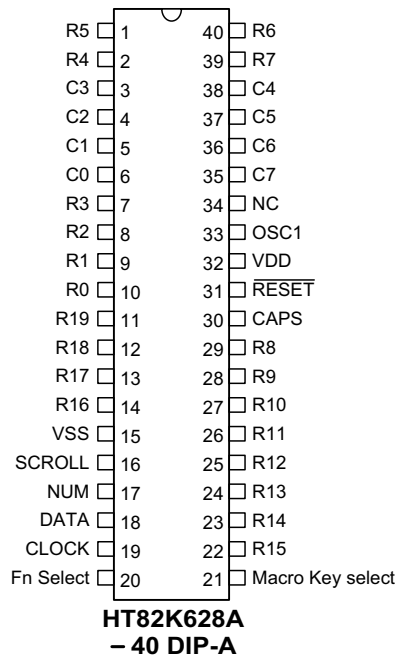 R5 1 40 R6
R4 2 39 R7
C3 3 38 C4
C2 4 37 C5
C1 5 36 C6
C0 6 35 C7
R3 7 34 NC
R2 8 33 OSC1
R1 9 32 VDD
R0 10 31 RESET
R19 11 30 CAPS
R18 12 29 R8
R17 13 28 R9
R16 14 27 R10
VSS 15 26 R11
SCROLL 16 25 R12
NUM 17 24 R13
DATA 18 23 R14
CLOCK 19 22 R15
Fn Select 20 21 Macro Key select
HT82K628A
– 40 DIP-A